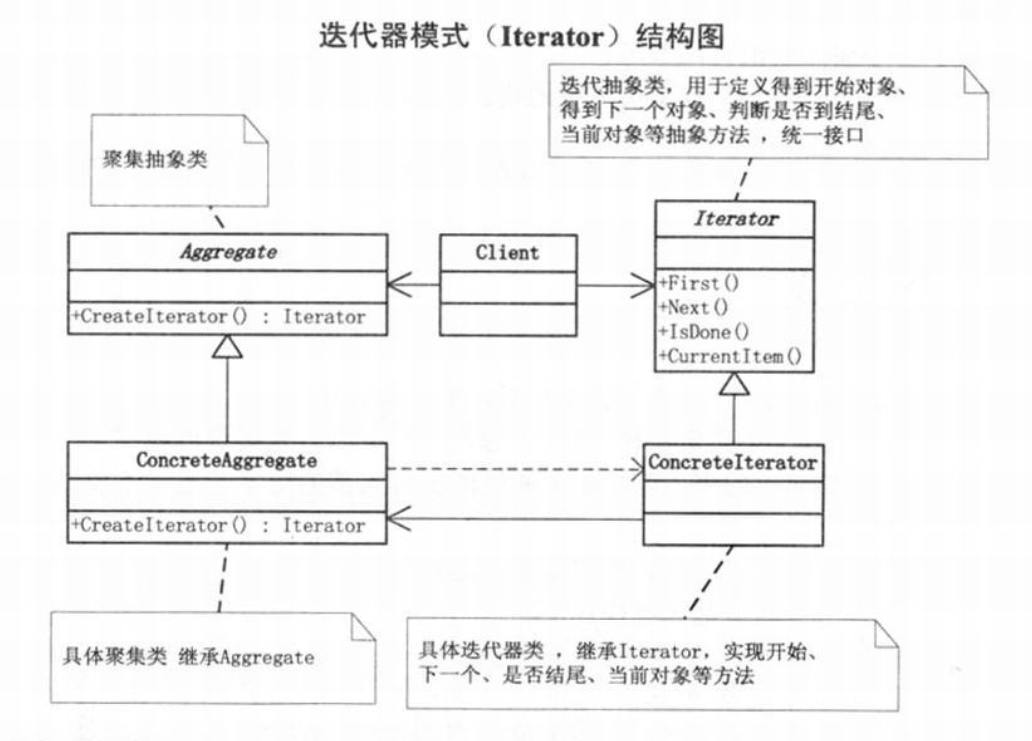 迭代器模式（Iterator）结构图
迭代抽象类，用于定义得到开始对象、
得到下一个对象、判断是否到结尾、
当前对象等抽象方法 ，统一接口
聚集抽象类
Aggregate
+CreateIterator() : Iterator
Client
Iterator
+First()
+Next()
+IsDone()
+CurrentItem()
ConcreteAggregate
+CreateIterator() : Iterator
ConcreteIterator
具体聚集类 继承Aggregate
具体迭代器类 ，继承Iterator，实现开始、
下一个、是否结尾、当前对象等方法